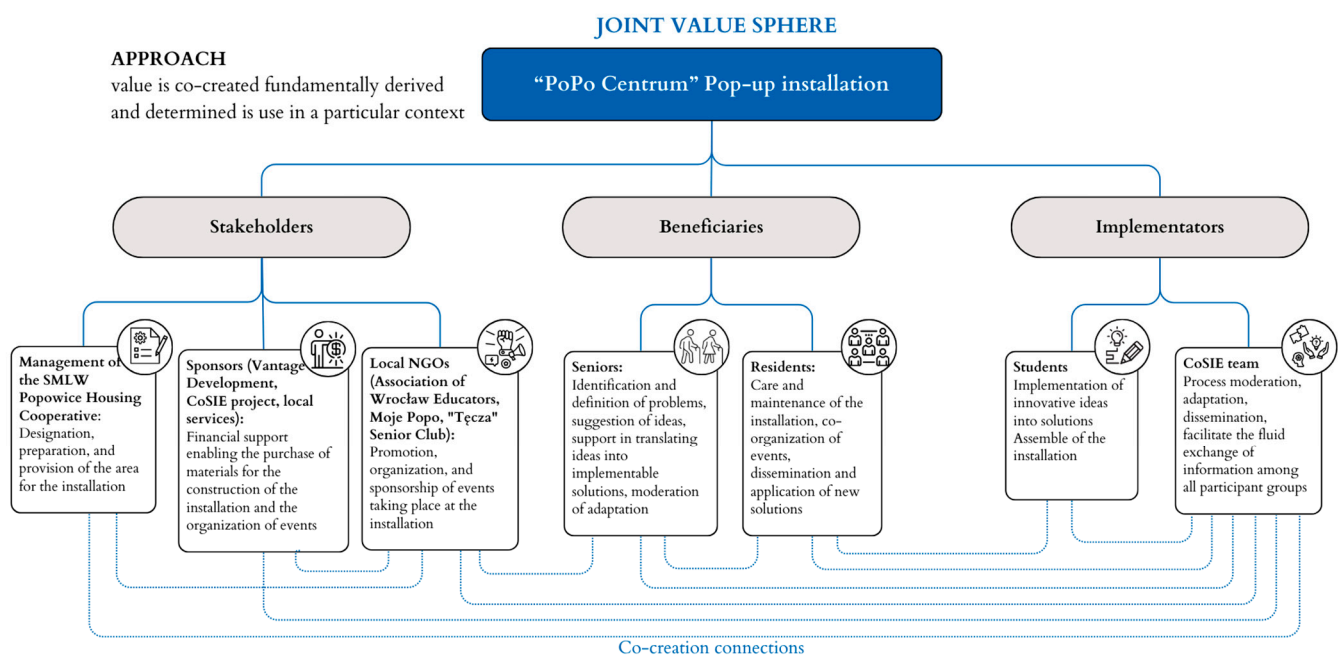 JOINT VALUE SPHERE
APPROACH
value is co-created fundamentally derived
and determined is use in a particular context
“PoPo Centrum” Pop-up installation
Stakeholders
Beneficiaries
Implementators
Management of
the SMLW
Popowice Housing
Cooperative:
Designation,
preparation, and
provision of the area
for the installation
Sponsors (Vantage
Development,
CoSIE project, local
services):
Financial support
enabling the purchase of
materials for the
construction of the
installation and the
organization of events
Local NGOs
(Association of
Wrocław Educators,
Moje Popo, "Tęcza"
Senior Club):
Promotion,
organization, and
sponsorship of events
taking place at the
installation
Seniors:
Identification and
definition of problems,
suggestion of ideas,
support in translating
ideas into
implementable
solutions, moderation
of adaptation
Residents:
Care and
maintenance of the
installation, co-
organization of
events,
dissemination and
application of new
solutions
Students
Implementation of
innovative ideas
into solutions
Assemble of the
installation
CoSIE team
Process moderation,
adaptation,
dissemination,
facilitate the fluid
exchange of
information among
all participant groups
Co-creation connections